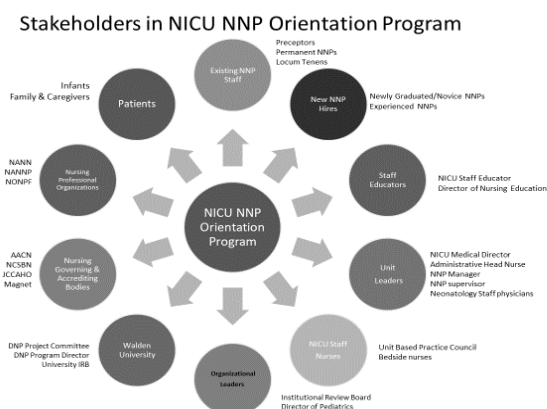 Stakeholders in NICU NNP Orientation Program
Existing NNP
Staff
Preceptors
Permanent NNPs
Locum Tenens
New NNP
Hires
Newly Graduated/Novice NNPs
Experienced NNPs
Staff
Educators
NICU Staff Educator
Director of Nursing Education
Unit
Leaders
NICU Medical Director
Administrative Head Nurse
NNP Manager
NNP supervisor
Neonatology Staff physicians
NICU Staff
Nurses
Unit Based Practice Council
Bedside nurses
Organizational
Leaders
Institutional Review Board
Director of Pediatrics
Walden
University
DNP Project Committee
DNP Program Director
University IRB
Nursing
Governing &
Accrediting
Bodies
AACN
NCSBN
JCCAHO
Magnet
Nursing
Professional
Organizations
NANN
NANNP
NONPF
Patients
Infants
Family & Caregivers
NICU NNP
Orientation
Program